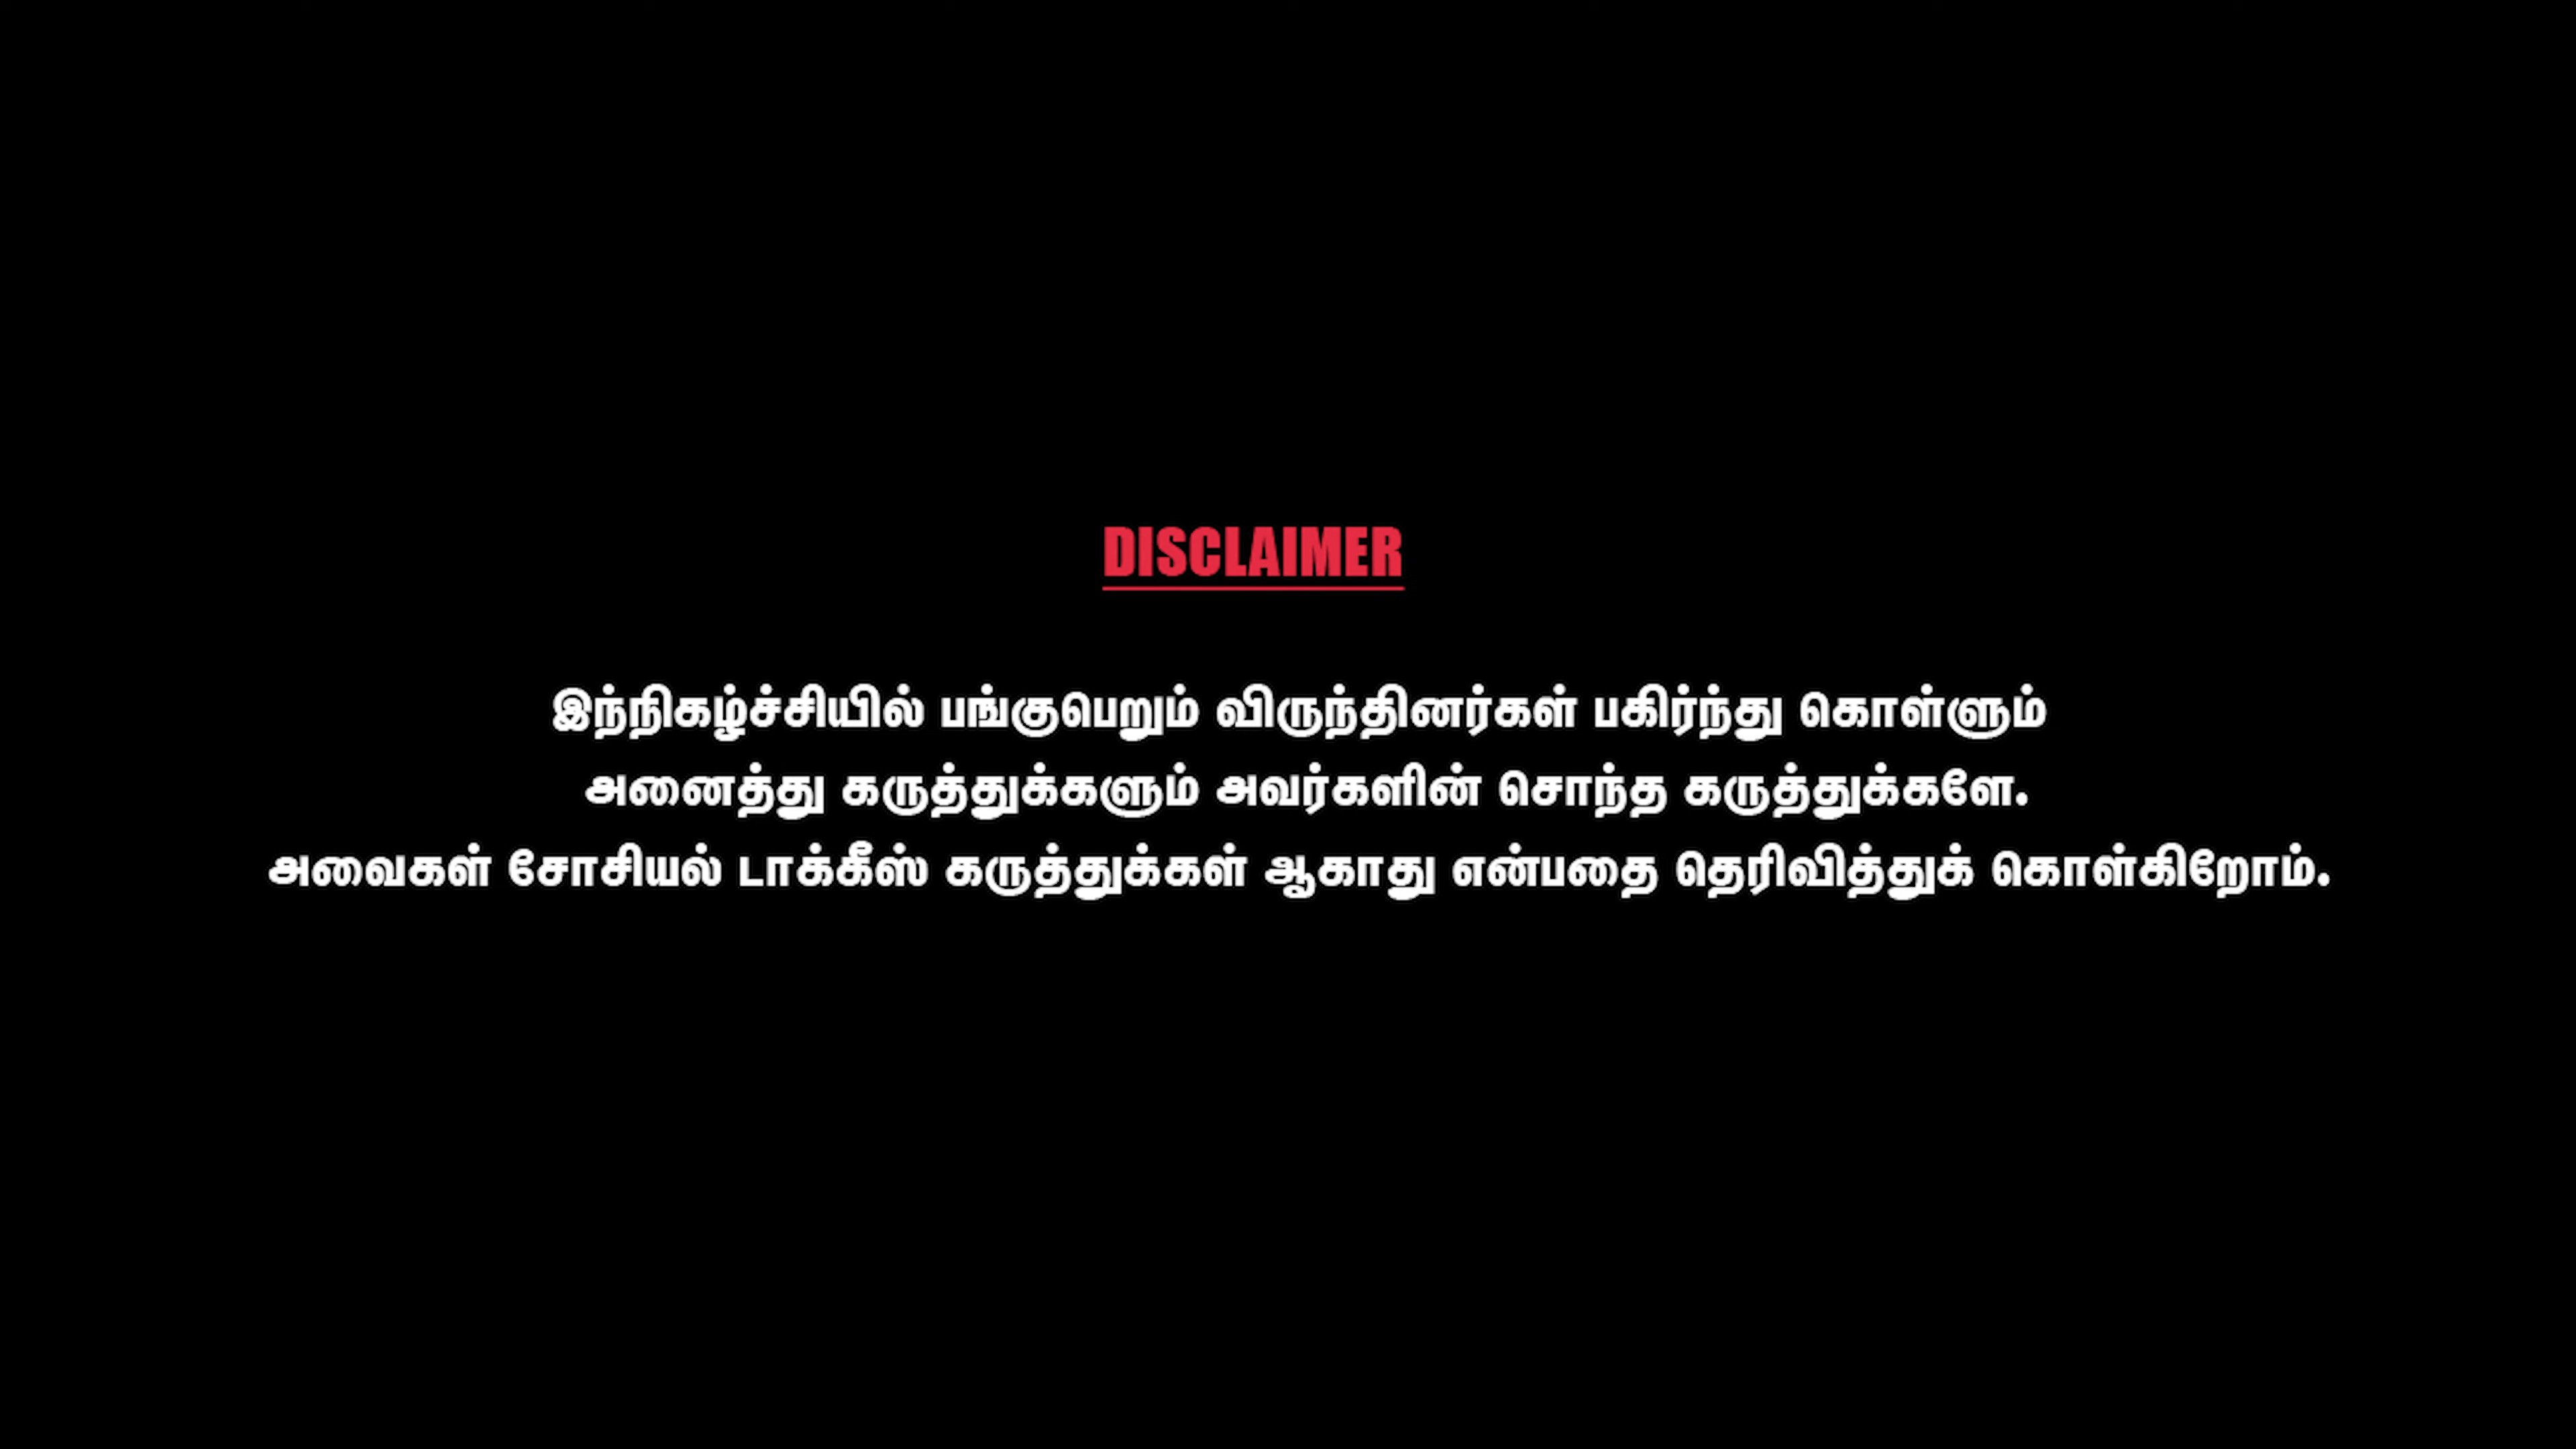 DISCLAIMER
இந்நிகழ்ச்சியில் பங்குபெறும் விருந்தினர்கள் பகிர்ந்து கொள்ளும்
அனைத்து கருத்துக்களும் அவர்களின் சொந்த கருத்துக்களே.
அவைகள் சோசியல் டாக்கீஸ் கருத்துக்கள் ஆகாது என்பதை தெரிவித்துக் கொள்கிறோம்.